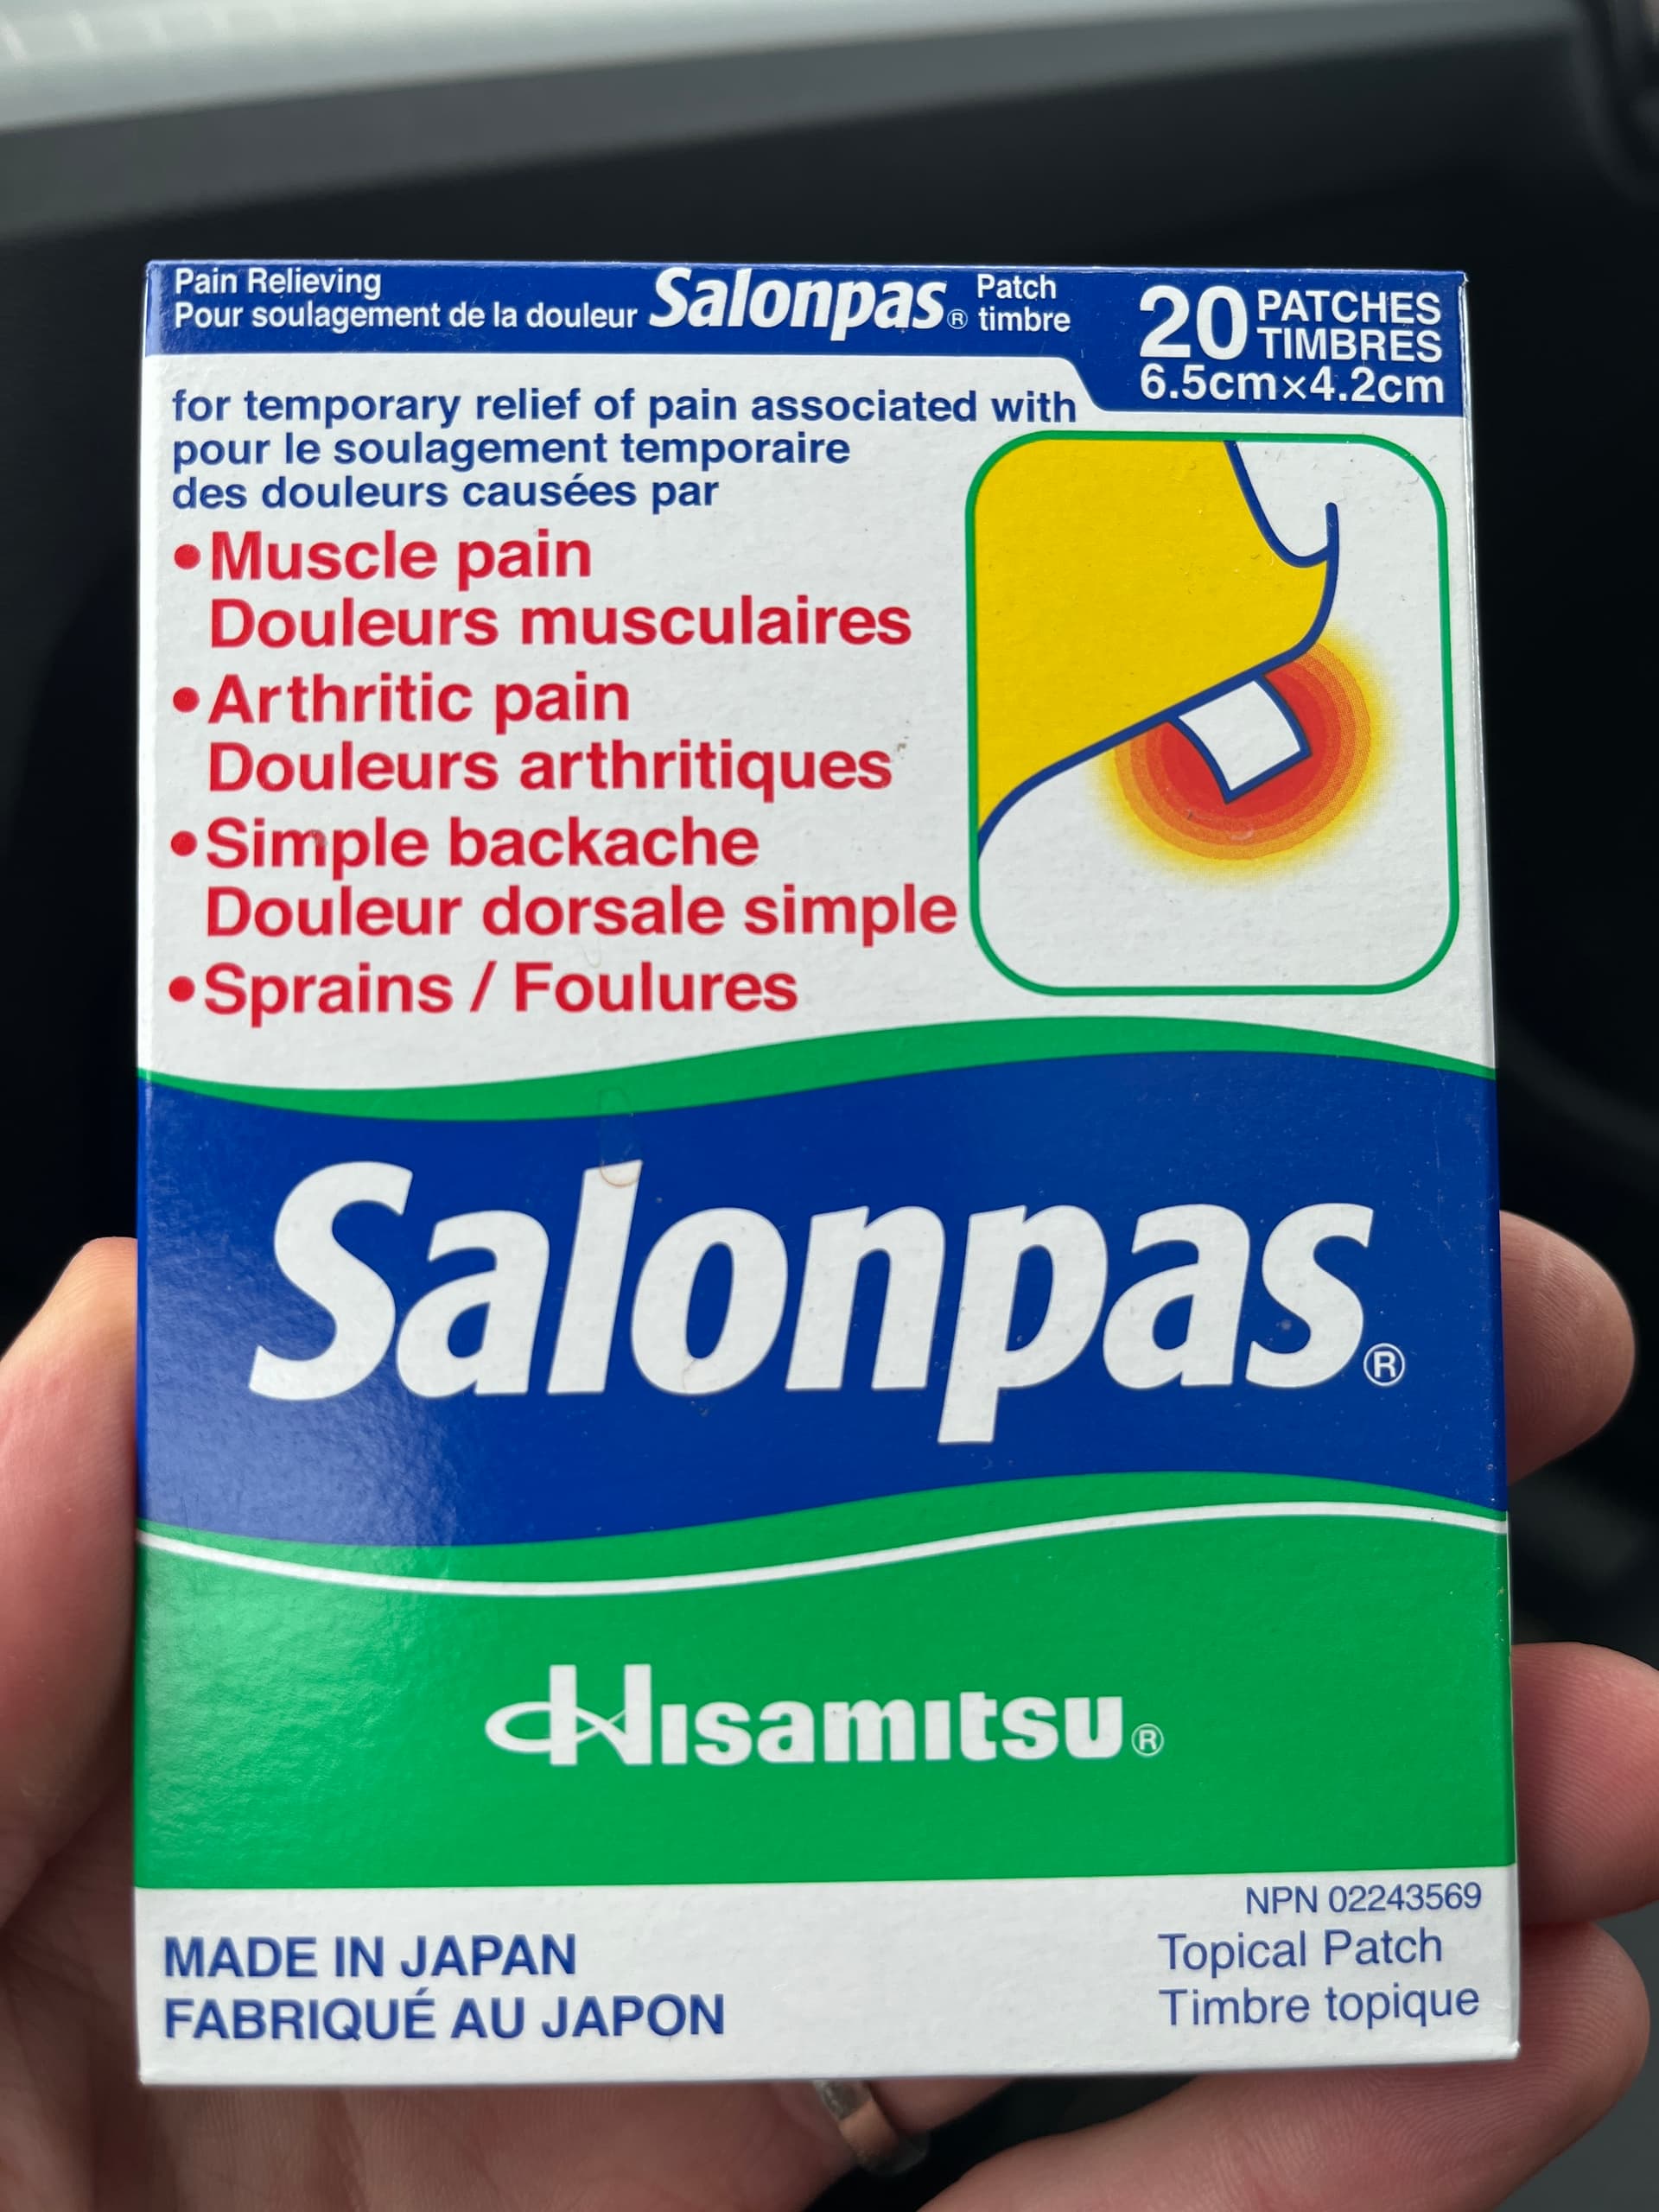 Pain Relieving
Pour soulagement de la douleur Salonpas® Patch timbre
20 PATCHES
TIMBRES
6.5cm×4.2cm
for temporary relief of pain associated with
pour le soulagement temporaire
des douleurs causées par
•Muscle pain
Douleurs musculaires
•Arthritic pain
Douleurs arthritiques
•Simple backache
Douleur dorsale simple
•Sprains / Foulures
Salonpas®
Hisamitsu®
NPN 02243569
MADE IN JAPAN
FABRIQUÉ AU JAPON
Topical Patch
Timbre topique